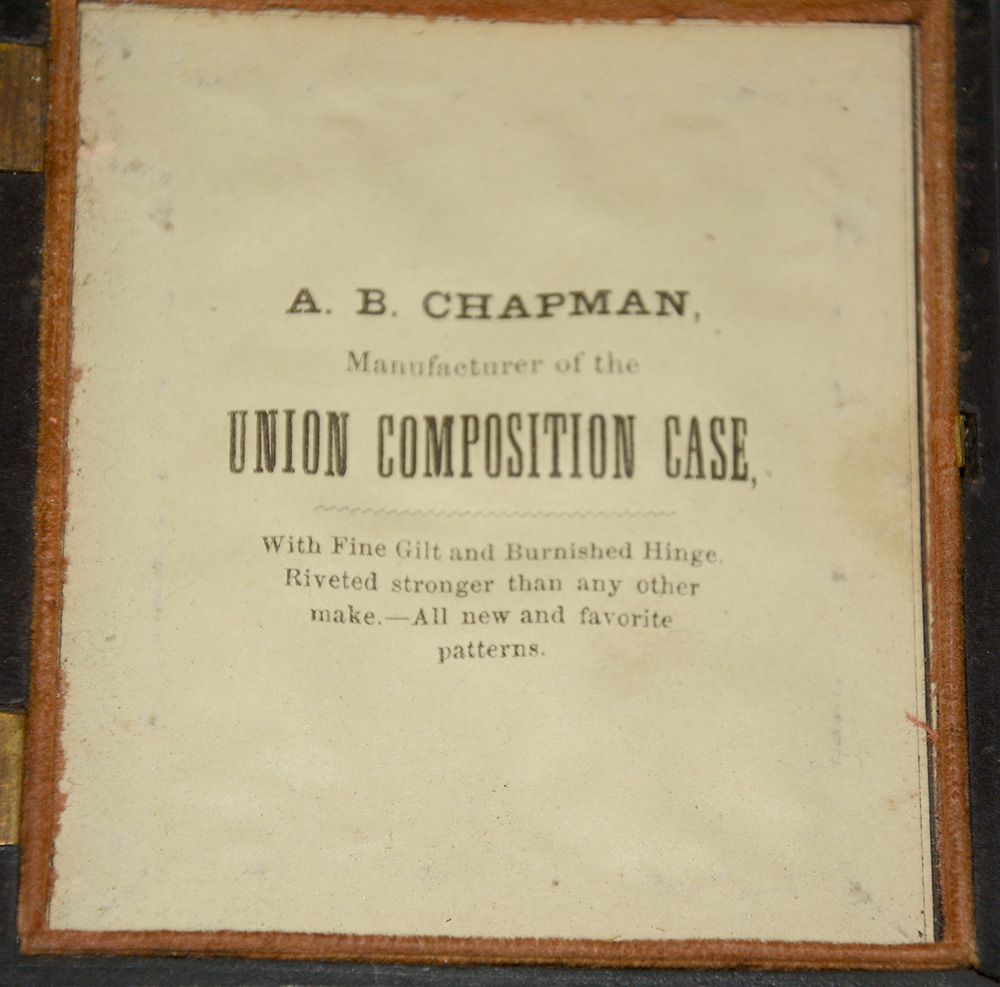 A. B. CHAPMAN,
Manufacturer of the
UNION COMPOSITION CASE,
With Fine Gilt and Burnished Hinge.
Riveted stronger than any other
make.—All new and favorite
patterns.